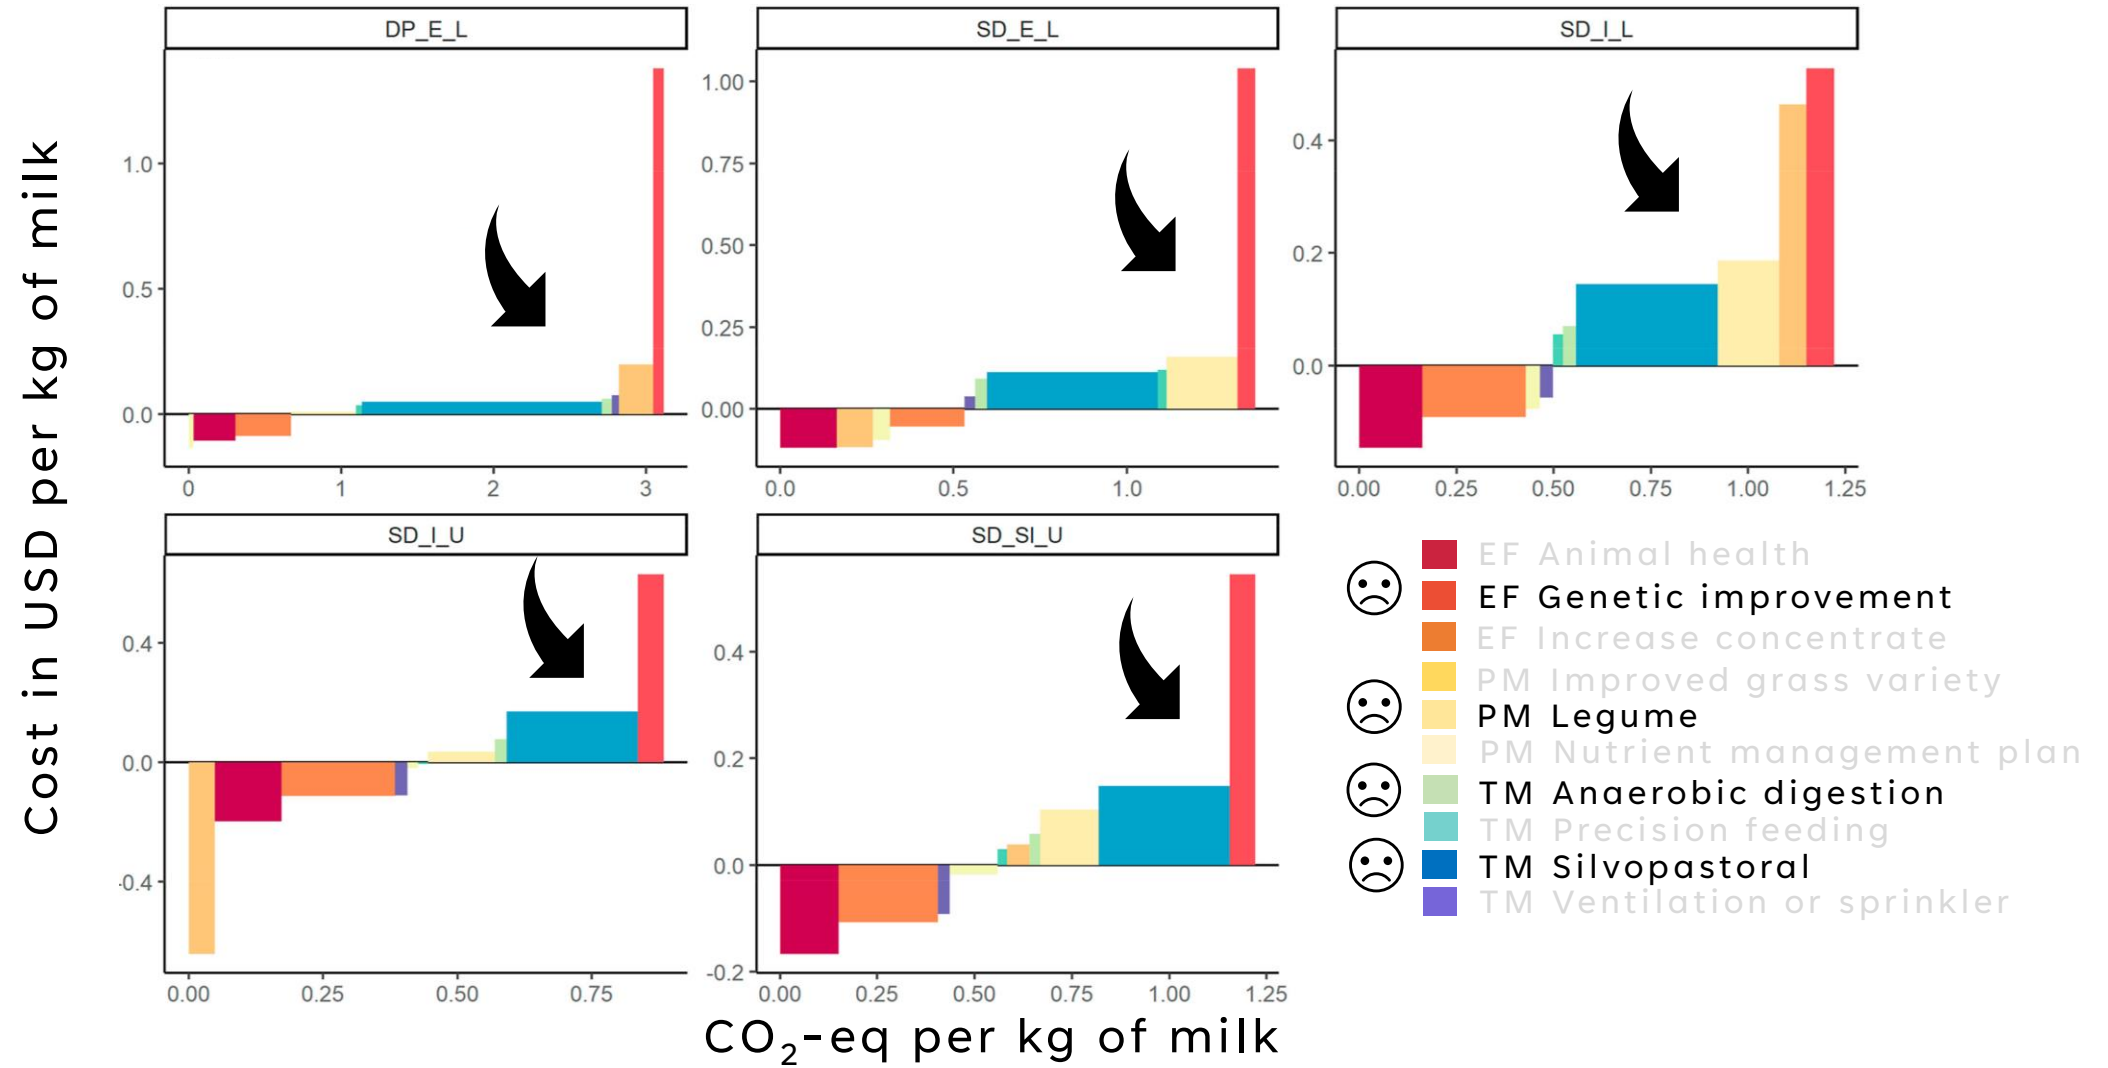 DP_E_L
SD_E_L
SD_I_L
Cost in USD per kg of milk
1.0
0.5
0.0
0
1
2
3
1.00
0.75
0.50
0.25
0.00
0.0
0.5
1.0
0.4
0.2
0.0
0.00
0.25
0.50
0.75
1.00
1.25
SD_I_U
SD_SI_U
0.4
0.0
-0.4
0.00
0.25
0.50
0.75
0.4
0.2
0.0
-0.2
0.00
0.25
0.50
0.75
1.00
1.25
EF Animal health
EF Genetic improvement
EF Increase concentrate
PM Improved grass variety
PM Legume
PM Nutrient management plan
TM Anaerobic digestion
TM Precision feeding
TM Silvopastoral
TM Ventilation or sprinkler
CO₂-eq per kg of milk